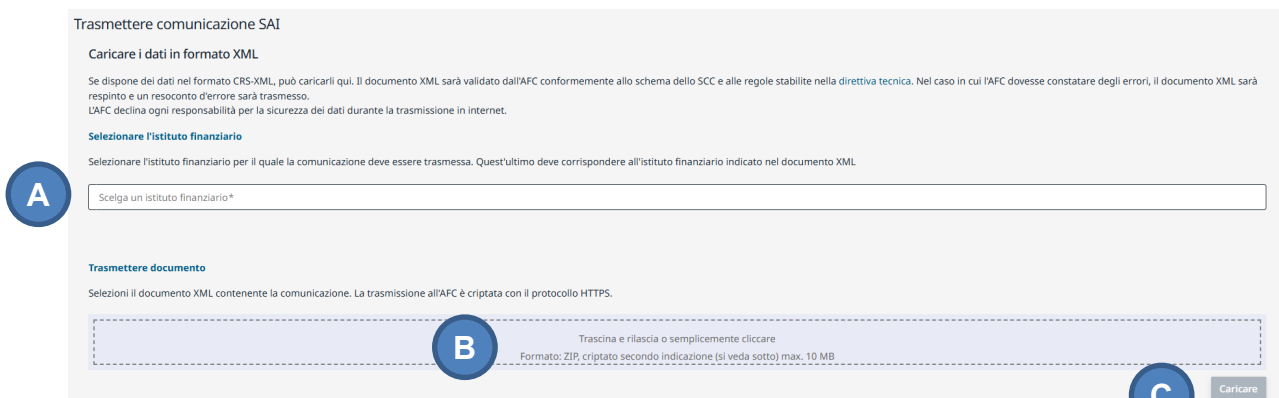 Trasmettere comunicazione SAI
Caricare i dati in formato XML
Se dispone dei dati nel formato CRS-XML, può caricarli qui. Il documento XML sarà validato dall'AFC conformemente allo schema dello SCC e alle regole stabilite nella direttiva tecnica. Nel caso in cui l'AFC dovesse constatare degli errori, il documento XML sarà
respinto e un resoconto d'errore sarà trasmesso.
L'AFC declina ogni responsabilità per la sicurezza dei dati durante la trasmissione in internet.
Selezionare l'istituto finanziario
Selezionare l'istituto finanziario per il quale la comunicazione deve essere trasmessa. Quest'ultimo deve corrispondere all'istituto finanziario indicato nel documento XML
A
Scelga un istituto finanziario*
Trasmettere documento
Selezioni il documento XML contenente la comunicazione. La trasmissione all'AFC è criptata con il protocollo HTTPS.
Trascina e rilascia o semplicemente cliccare
B
Formato: ZIP, criptato secondo indicazione (si veda sotto) max. 10 MB
C
Caricare